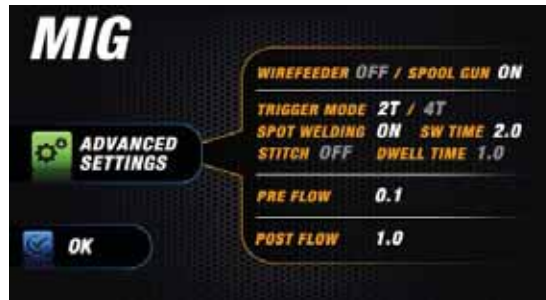 MIG
WIREFEEDER OFF / SPOOL GUN ON
TRIGGER MODE 2T / 4T
SPOT WELDING ON SW TIME 2.0
STITCH OFF DWELL TIME 1.0
ADVANCED
SETTINGS
PRE FLOW 0.1
POST FLOW 1.0
OK